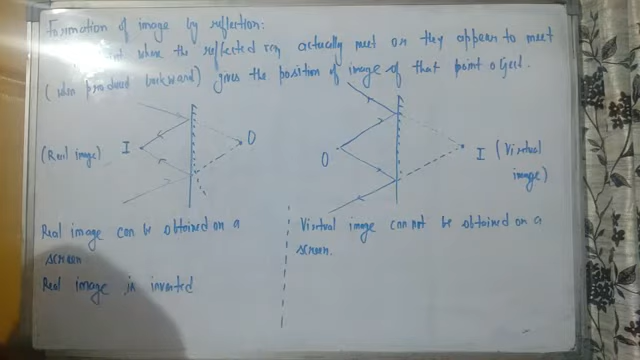 Formation of image by reflection:
point where the reflected ray actually meet or they appear to meet
(when produced backward) gives the position of image of that point object.
(Real image) I O
O I (Virtual
image)
Real image can be obtained on a
screen
Real image is inverted
Virtual image can not be obtained on a
screen.